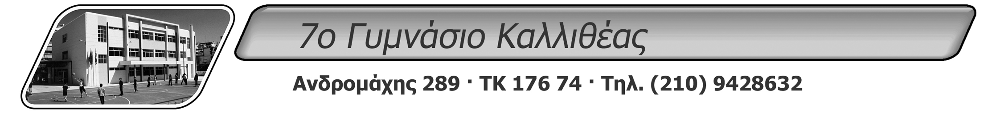 7ο Γυμνάσιο Καλλιθέας
Ανδρομάχης 289 · ΤΚ 176 74 · Τηλ. (210) 9428632